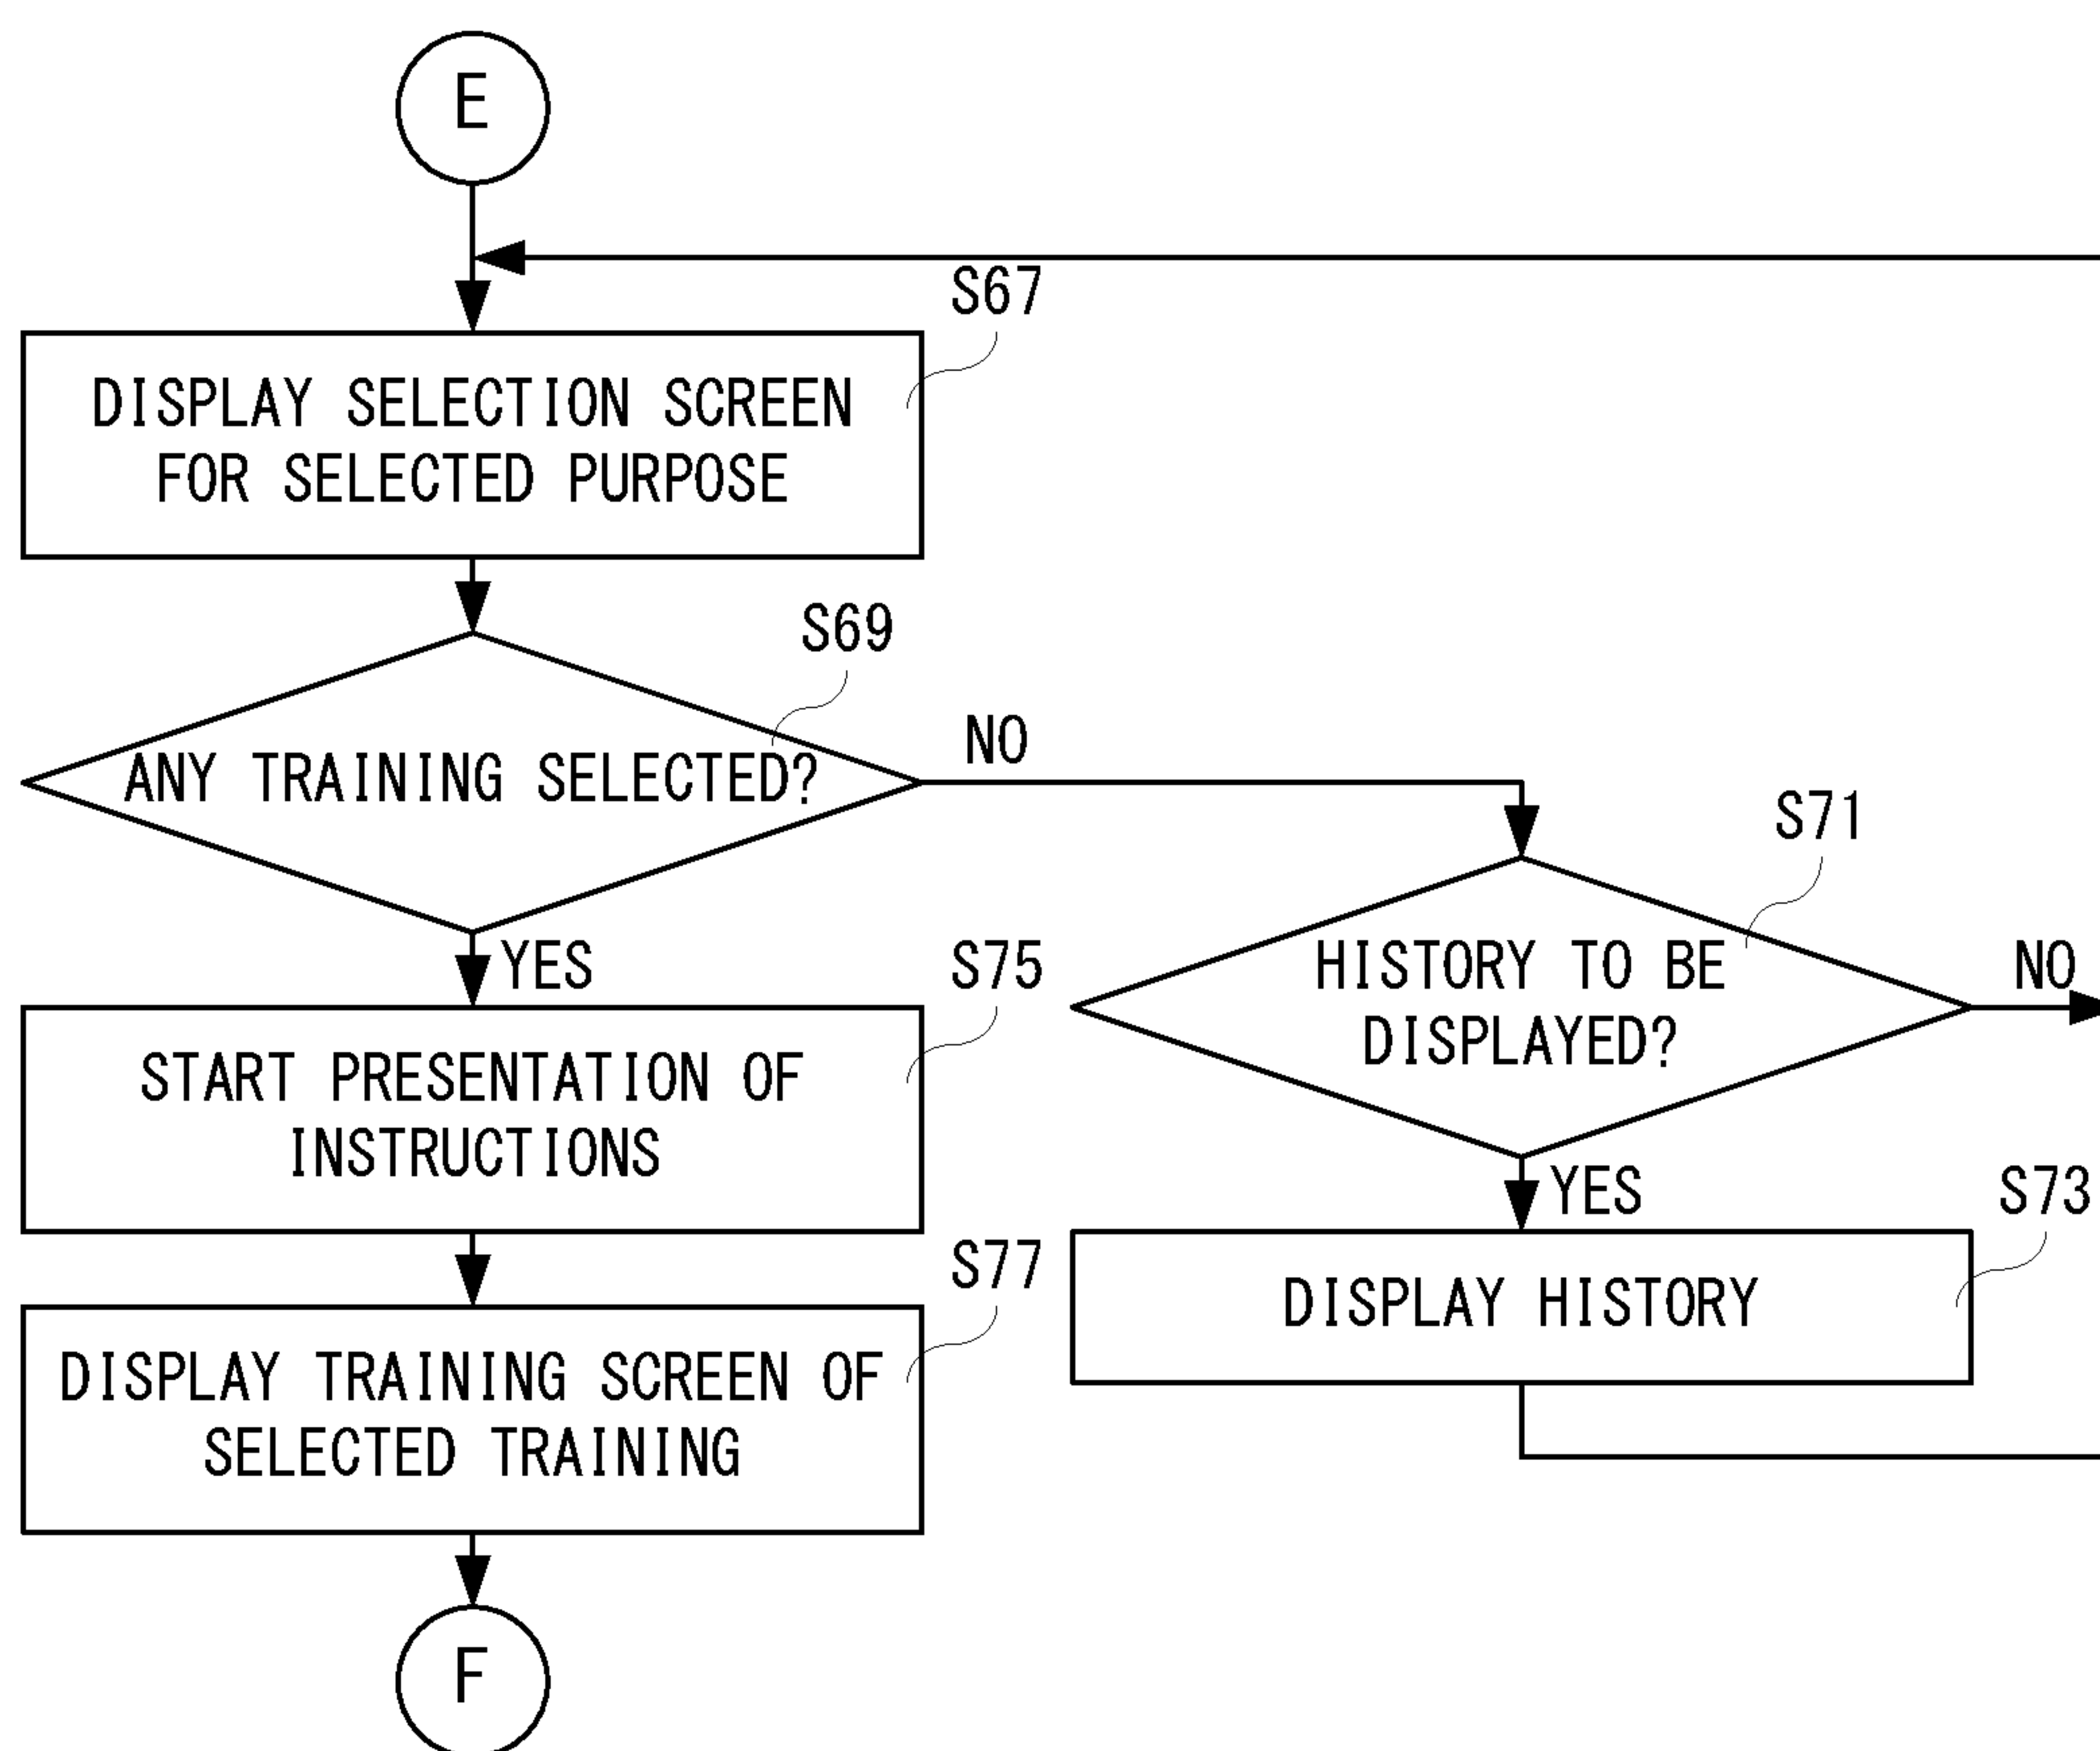 E
S67
DISPLAY SELECTION SCREEN
FOR SELECTED PURPOSE
S69
ANY TRAINING SELECTED?
NO
YES
S71
HISTORY TO BE
DISPLAYED?
NO
YES
S73
DISPLAY HISTORY
S75
START PRESENTATION OF
INSTRUCTIONS
S77
DISPLAY TRAINING SCREEN OF
SELECTED TRAINING
F